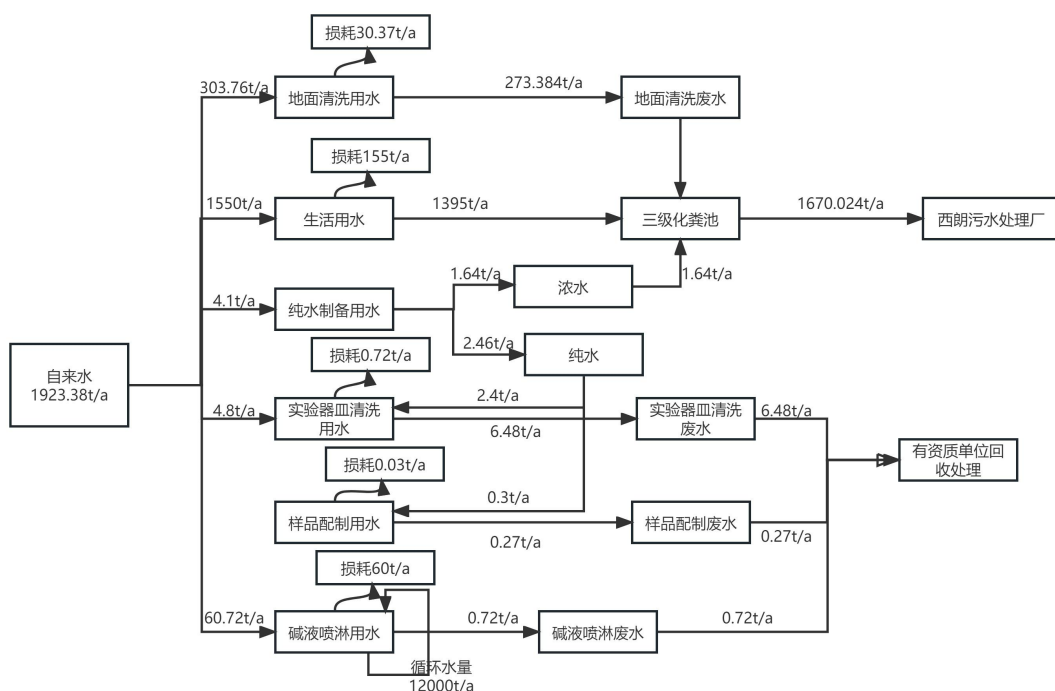 损耗30.37t/a
303.76t/a
地面清洗用水
273.384t/a
地面清洗废水
损耗155t/a
1550t/a
生活用水
1395t/a
三级化粪池
1670.024t/a
西朗污水处理厂
4.1t/a
纯水制备用水
1.64t/a
浓水
1.64t/a
2.46t/a
纯水
自来水
1923.38t/a
损耗0.72t/a
4.8t/a
实验器皿清洗
用水
2.4t/a
6.48t/a
实验器皿清洗
废水
6.48t/a
有资质单位回
收处理
损耗0.03t/a
样品配制用水
0.3t/a
0.27t/a
样品配制废水
0.27t/a
损耗60t/a
60.72t/a
碱液喷淋用水
0.72t/a
碱液喷淋废水
0.72t/a
循环水量
12000t/a